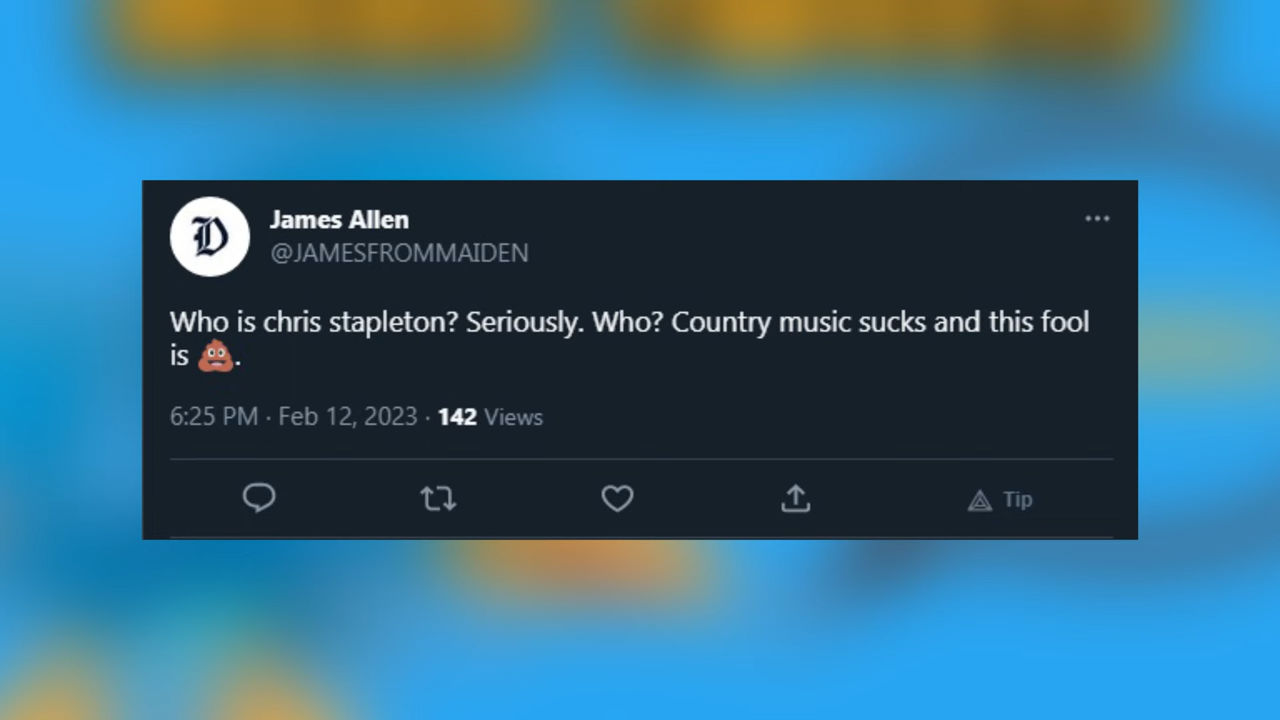 D
James Allen
@JAMESFROMMAIDEN
Who is chris stapleton? Seriously. Who? Country music sucks and this fool
is 💩.
6:25 PM · Feb 12, 2023 · 142 Views
Tip